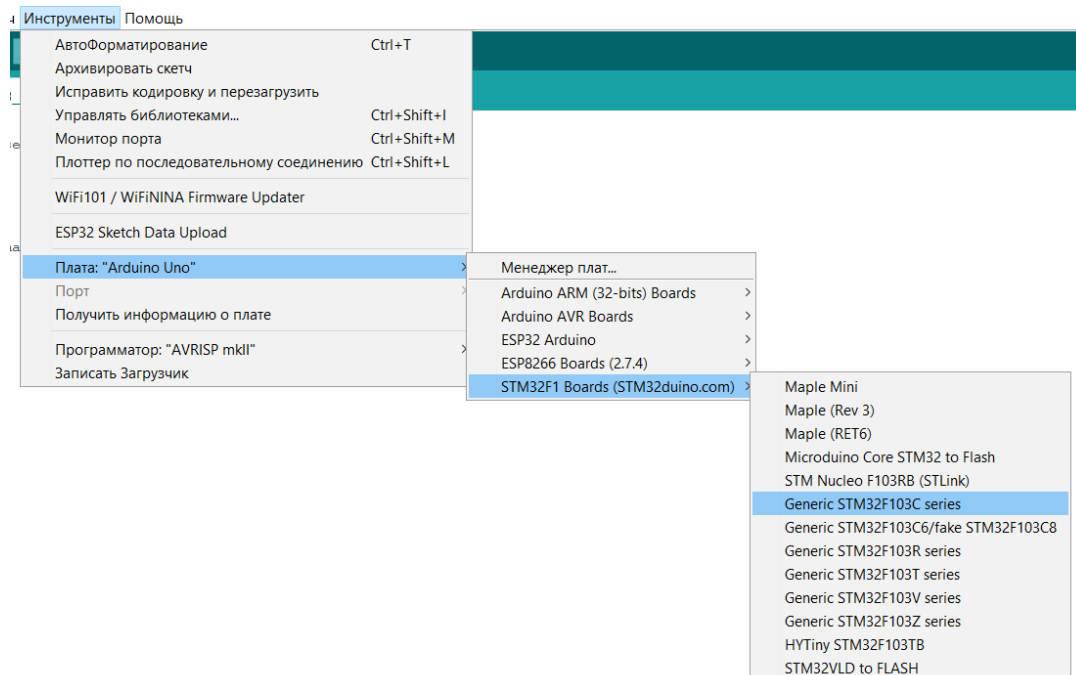 Инструменты Помощь
АвтоФорматирование Ctrl+T
Архивировать скетч
Исправить кодировку и перезагрузить
Управлять библиотеками... Ctrl+Shift+I
Монитор порта Ctrl+Shift+M
Плоттер по последовательному соединению Ctrl+Shift+L
WiFi101 / WiFiNINA Firmware Updater
ESP32 Sketch Data Upload
Плата: "Arduino Uno"
Порт
Получить информацию о плате
Программатор: "AVRISP mkII"
Записать Загрузчик
Менеджер плат...
Arduino ARM (32-bits) Boards
Arduino AVR Boards
ESP32 Arduino
ESP8266 Boards (2.7.4)
STM32F1 Boards (STM32duino.com)
Maple Mini
Maple (Rev 3)
Maple (RET6)
Microduino Core STM32 to Flash
STM Nucleo F103RB (STLink)
Generic STM32F103C series
Generic STM32F103C6/fake STM32F103C8
Generic STM32F103R series
Generic STM32F103T series
Generic STM32F103V series
Generic STM32F103Z series
HYTiny STM32F103TB
STM32VLD to FLASH